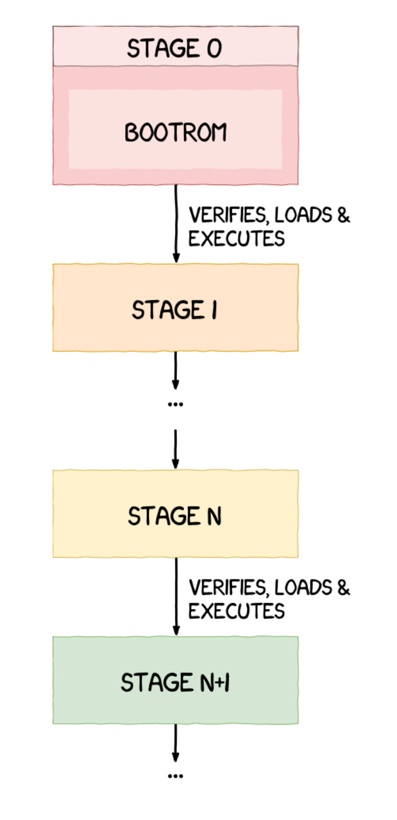 STAGE 0
BOOTROM
VERIFIES, LOADS &
EXECUTES
STAGE 1
...
STAGE N
VERIFIES, LOADS &
EXECUTES
STAGE N+1
...